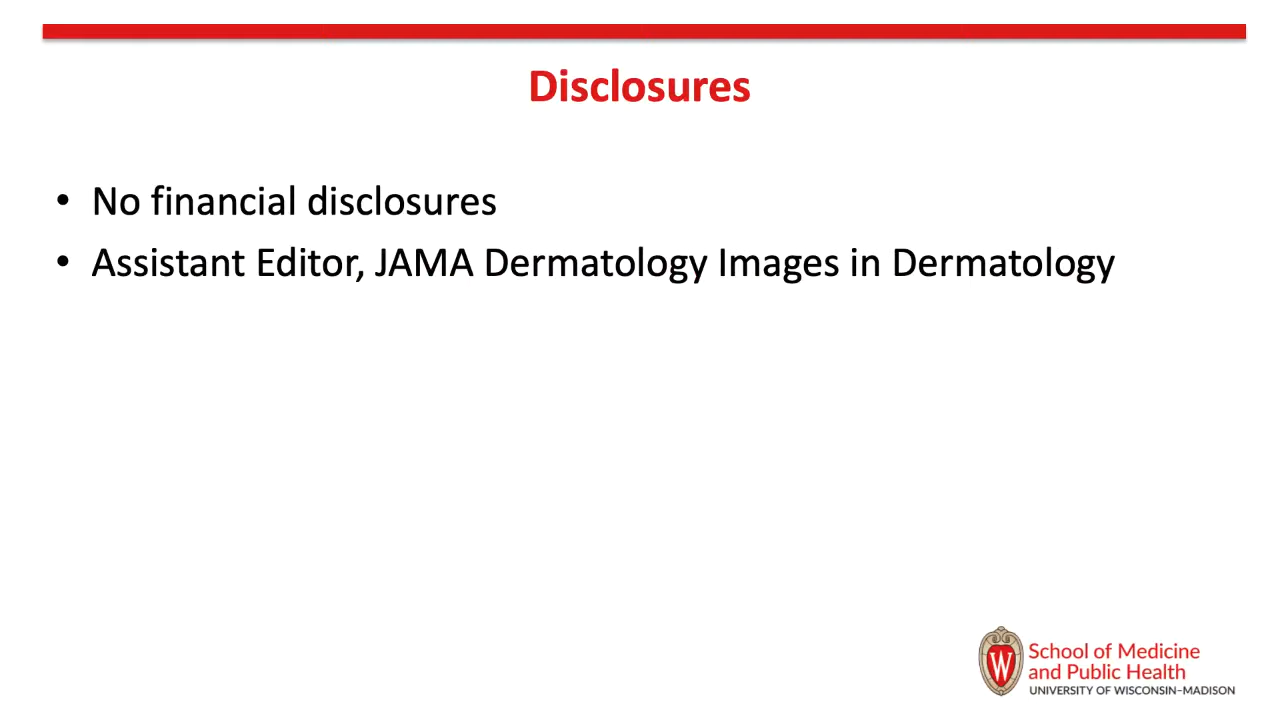 Disclosures
• No financial disclosures
• Assistant Editor, JAMA Dermatology Images in Dermatology
W
School of Medicine
and Public Health
UNIVERSITY OF WISCONSIN–MADISON